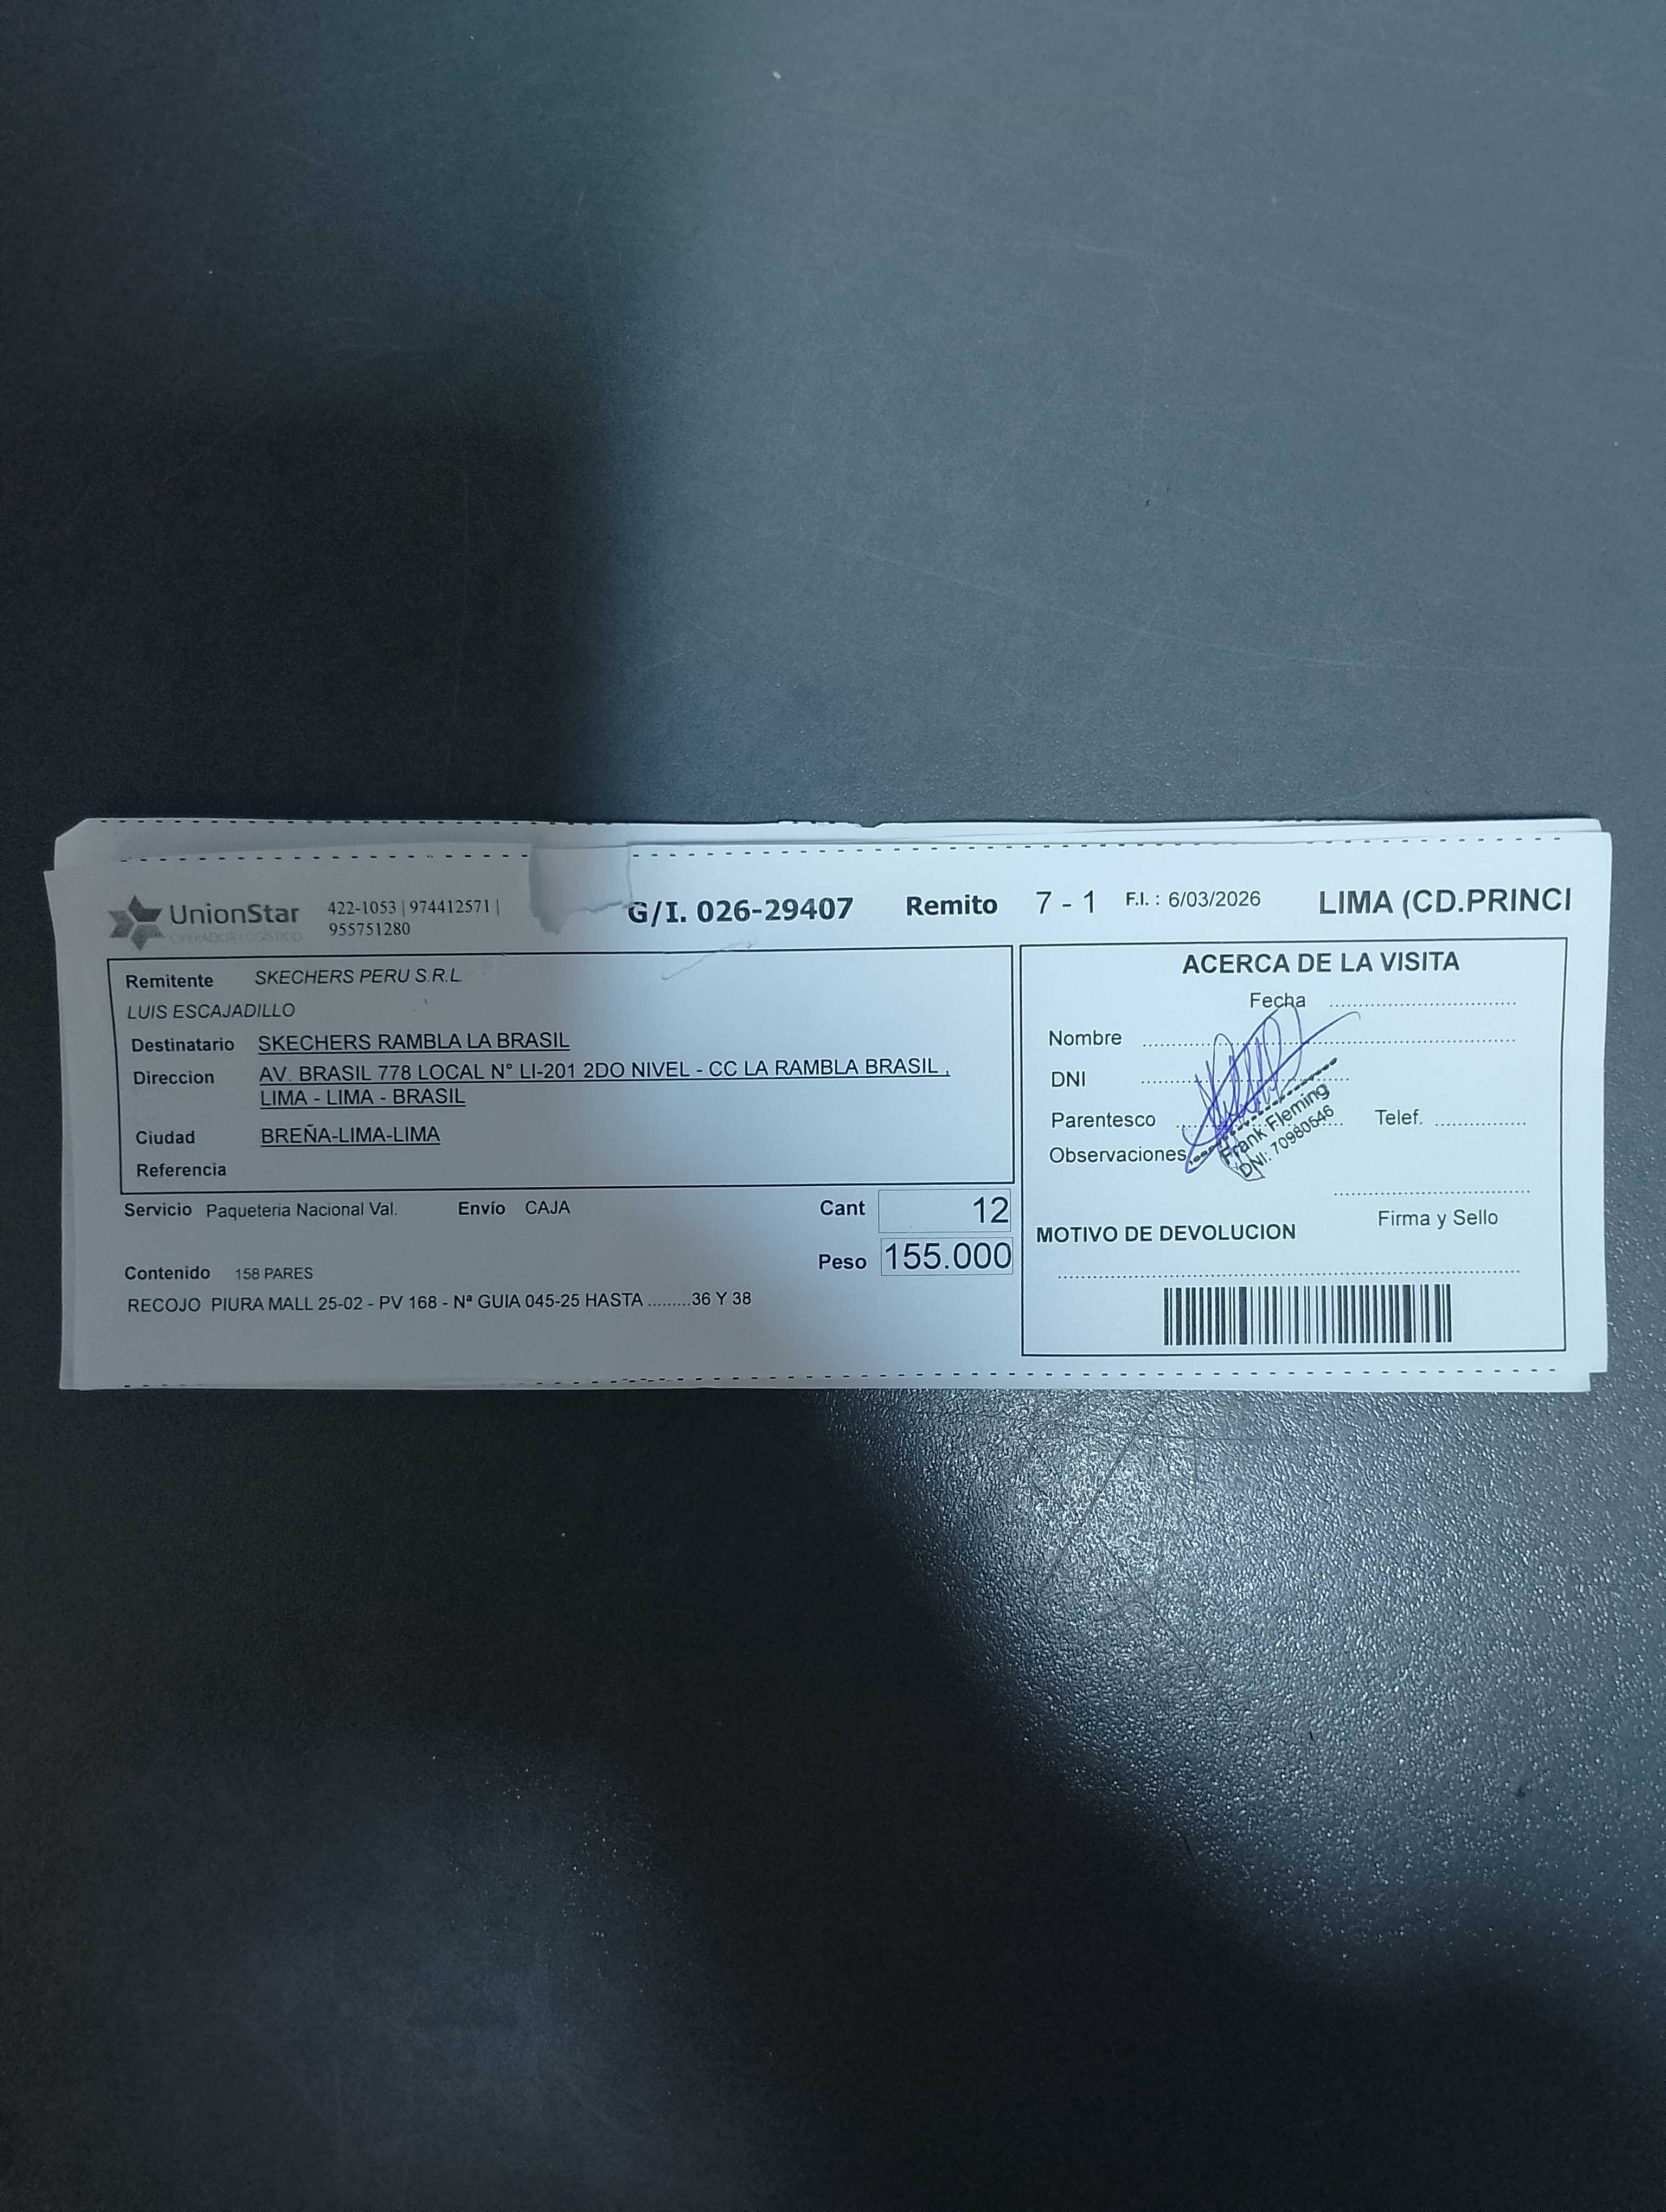 UnionStar
OPERADOR LOGISTICO
422-1053 | 974412571 |
955751280
G/I. 026-29407 Remito 7 - 1 F.I. : 6/03/2026 LIMA (CD.PRINCI
Remitente SKECHERS PERU S.R.L
LUIS ESCAJADILLO
Destinatario SKECHERS RAMBLA LA BRASIL
Direccion AV. BRASIL 778 LOCAL N° LI-201 2DO NIVEL - CC LA RAMBLA BRASIL ,
LIMA - LIMA - BRASIL
Ciudad BREÑA-LIMA-LIMA
Referencia
Servicio Paqueteria Nacional Val. Envío CAJA Cant 12
Peso 155.000
Contenido 158 PARES
RECOJO PIURA MALL 25-02 - PV 168 - Nª GUIA 045-25 HASTA .........36 Y 38
ACERCA DE LA VISITA
Fecha
Nombre
DNI
Parentesco Telef.
Observaciones
Frank Fleming
DNI: 70980546
Firma y Sello
MOTIVO DE DEVOLUCION